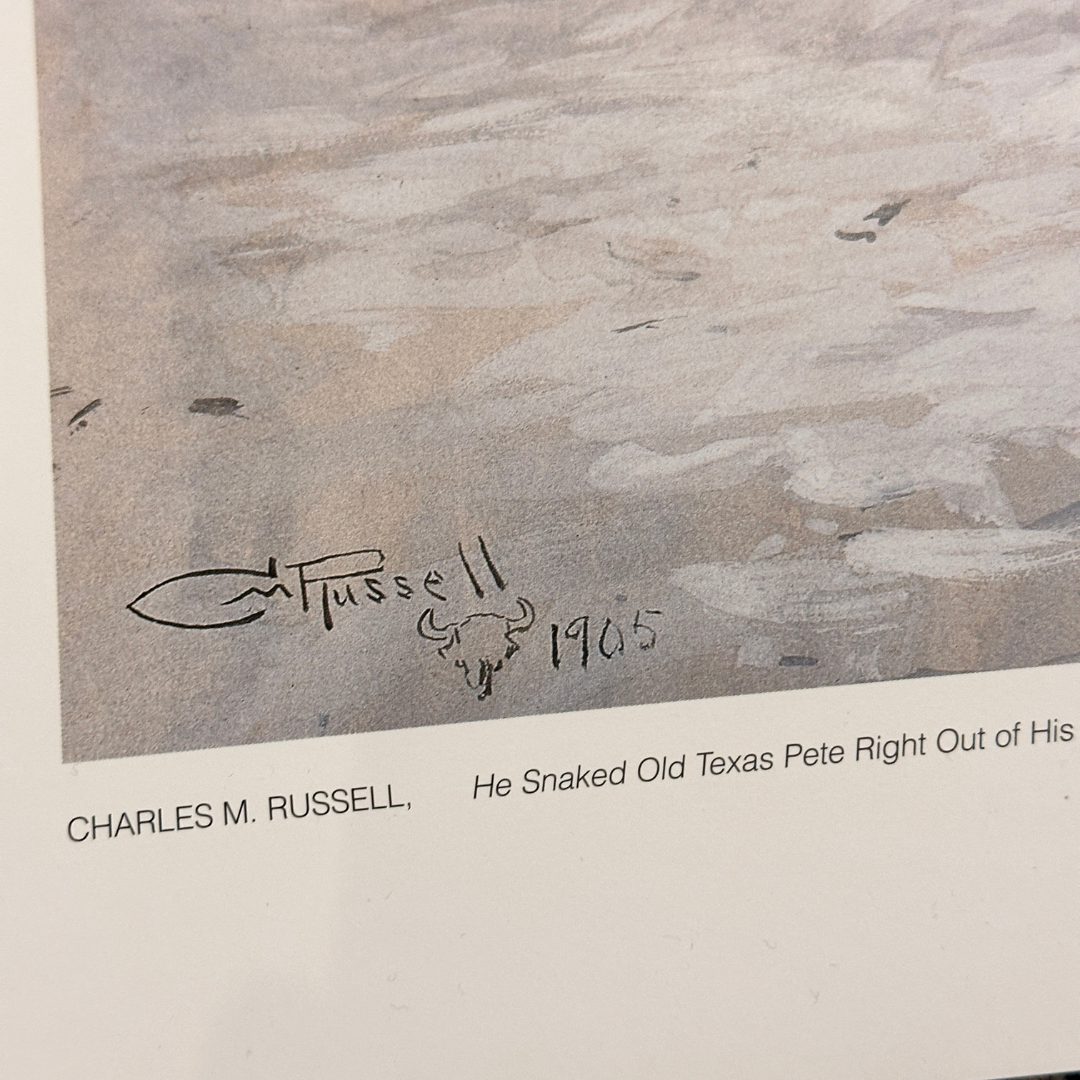 CMRussell
1905
CHARLES M. RUSSELL, He Snaked Old Texas Pete Right Out of His